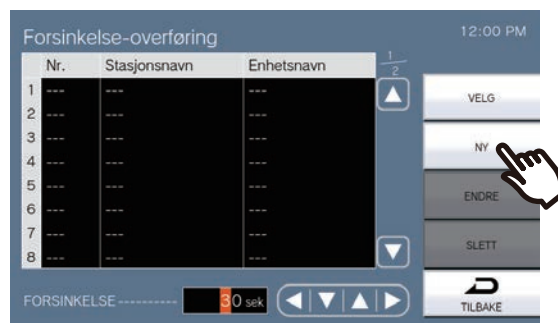 Forsinkelse-overføring
12:00 PM
Nr. Stasjonsnavn Enhetsnavn
1/2
1 --- --- ---
2 --- --- ---
3 --- --- ---
4 --- --- ---
5 --- --- ---
6 --- --- ---
7 --- --- ---
8 --- --- ---
VELG
NY
ENDRE
SLETT
TILBAKE
FORSINKELSE---------- 30 sek